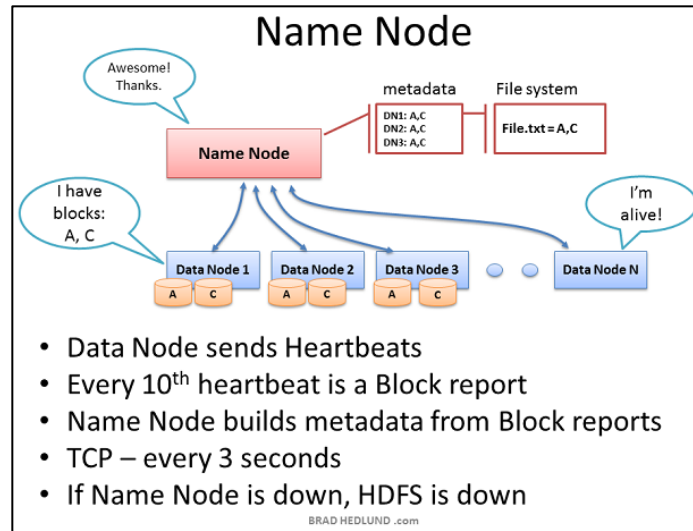 Name Node
Awesome!
Thanks.
metadata
File system
DN1: A,C
DN2: A,C
DN3: A,C
File.txt = A,C
Name Node
I have
blocks:
A, C
I'm
alive!
Data Node 1
Data Node 2
Data Node 3
Data Node N
A
C
A
C
A
C
• Data Node sends Heartbeats
• Every 10th heartbeat is a Block report
• Name Node builds metadata from Block reports
• TCP – every 3 seconds
• If Name Node is down, HDFS is down
BRAD HEDLUND .com